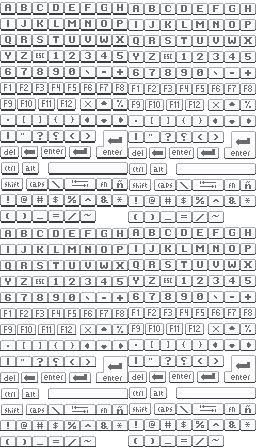 A B C D E F G H A B C D E F G H
I J K L M N O P I J K L M N O P
Q R S T U V W X Q R S T U V W X
Y Z ESC 1 2 3 4 5 Y Z ESC 1 2 3 4 5
6 7 8 9 0 - + 6 7 8 9 0 - +
F1 F2 F3 F4 F5 F6 F7 F8 F1 F2 F3 F4 F5 F6 F7 F8
F9 F10 F11 F12 % F9 F10 F11 F12 %
[ ] [ ]
! " ? < > ! " ? < >
del enter enter del enter enter
ctrl alt ctrl alt
shift caps \ fn ñ shift caps \ fn ñ
! @ # $ % ^ & * ! @ # $ % ^ & *
( ) _ = / ~ ( ) _ = / ~
A B C D E F G H A B C D E F G H
I J K L M N O P I J K L M N O P
Q R S T U V W X Q R S T U V W X
Y Z ESC 1 2 3 4 5 Y Z ESC 1 2 3 4 5
6 7 8 9 0 - + 6 7 8 9 0 - +
F1 F2 F3 F4 F5 F6 F7 F8 F1 F2 F3 F4 F5 F6 F7 F8
F9 F10 F11 F12 % F9 F10 F11 F12 %
[ ] [ ]
! " ? < > ! " ? < >
del enter enter del enter enter
ctrl alt ctrl alt
shift caps \ fn ñ shift caps \ fn ñ
! @ # $ % ^ & * ! @ # $ % ^ & *
( ) _ = / ~ ( ) _ = / ~